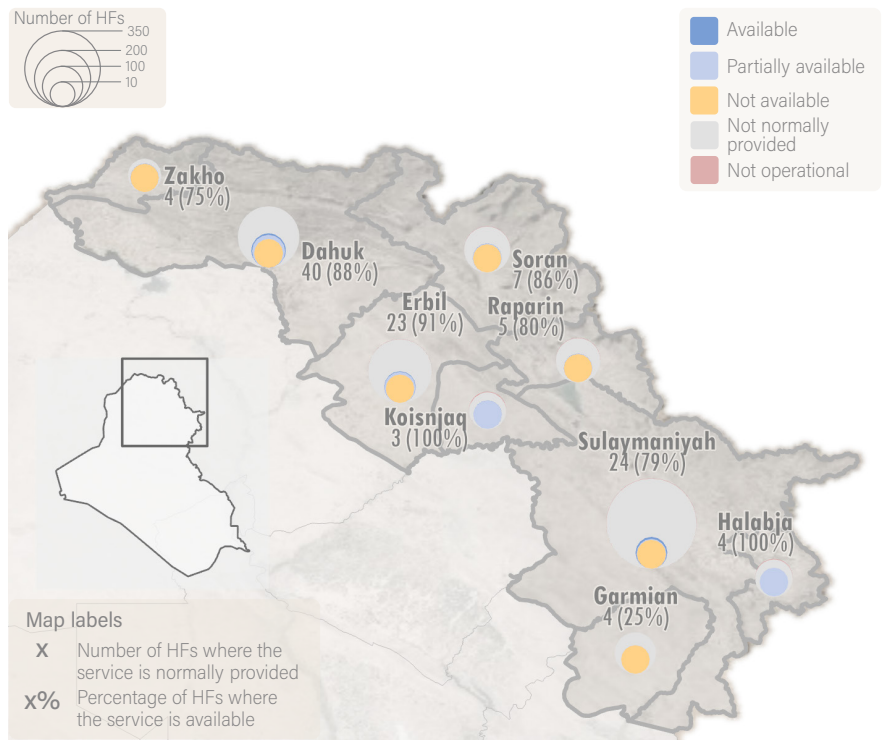 Number of HFs
350
200
100
10
Available
Partially available
Not available
Not normally
provided
Not operational
Zakho
4 (75%)
Dahuk
40 (88%)
Soran
7 (86%)
Erbil
23 (91%)
Raparin
5 (80%)
Koisnjaq
3 (100%)
Sulaymaniyah
24 (79%)
Halabja
4 (100%)
Garmian
4 (25%)
Map labels
X Number of HFs where the
service is normally provided
x% Percentage of HFs where
the service is available